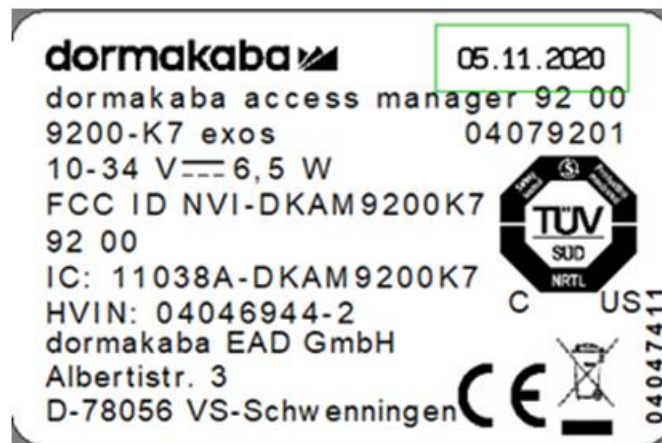 dormakaba 05.11.2020
dormakaba access manager 92 00
9200-K7 exos 04079201
10-34 V 6,5 W
FCC ID NVI-DKAM9200K7
92 00
IC: 11038A-DKAM9200K7
HVIN: 04046944-2
dormakaba EAD GmbH
Albertistr. 3
D-78056 VS-Schwenningen
TÜV
SÜD
NRTL
C US
CE
04047411